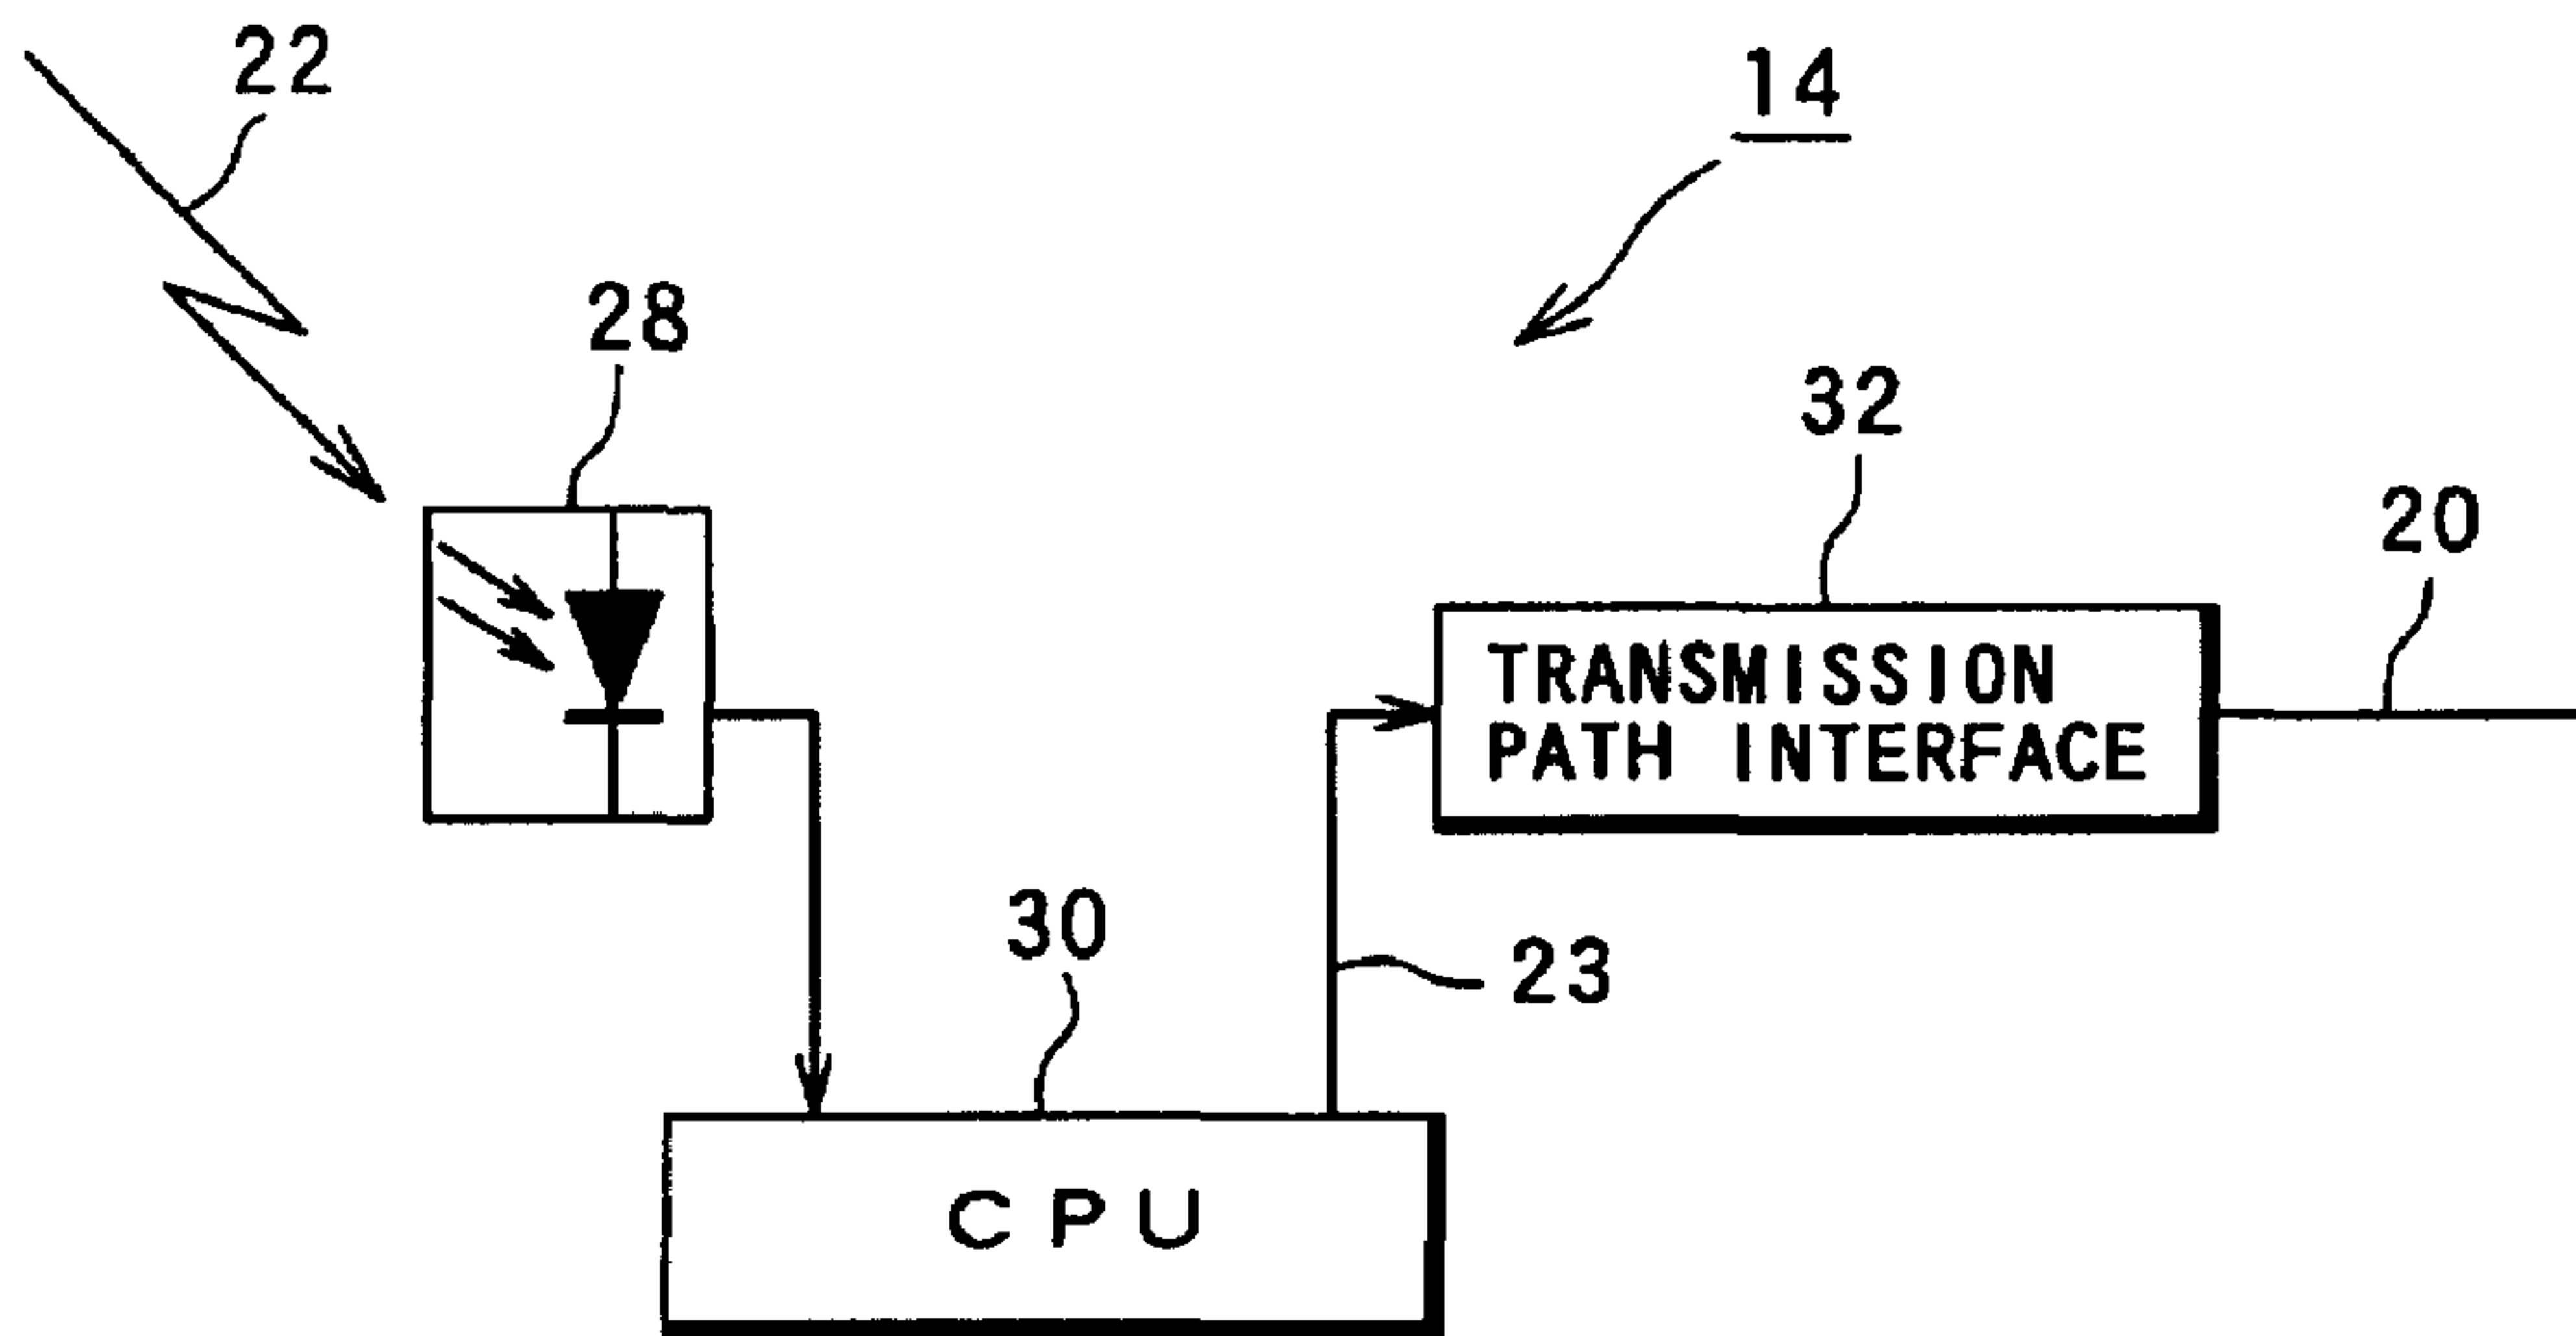 22
14
28
32
20
TRANSMISSION
PATH INTERFACE
30
23
CPU